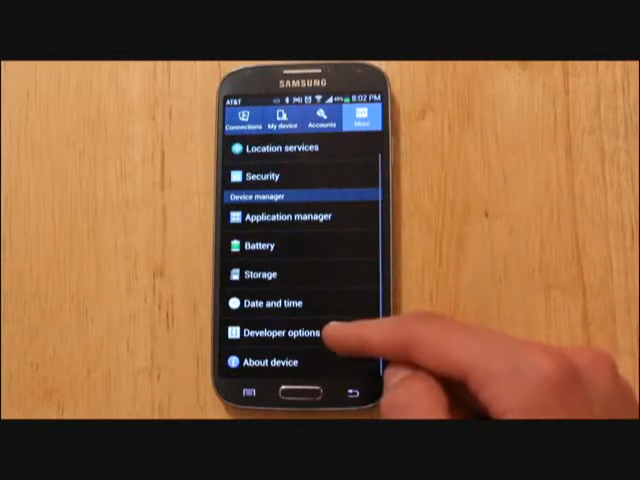 SAMSUNG
AT&T 8:02 PM
Connections My device Accounts More
Location services
Security
Device manager
Application manager
Battery
Storage
Date and time
Developer options
About device